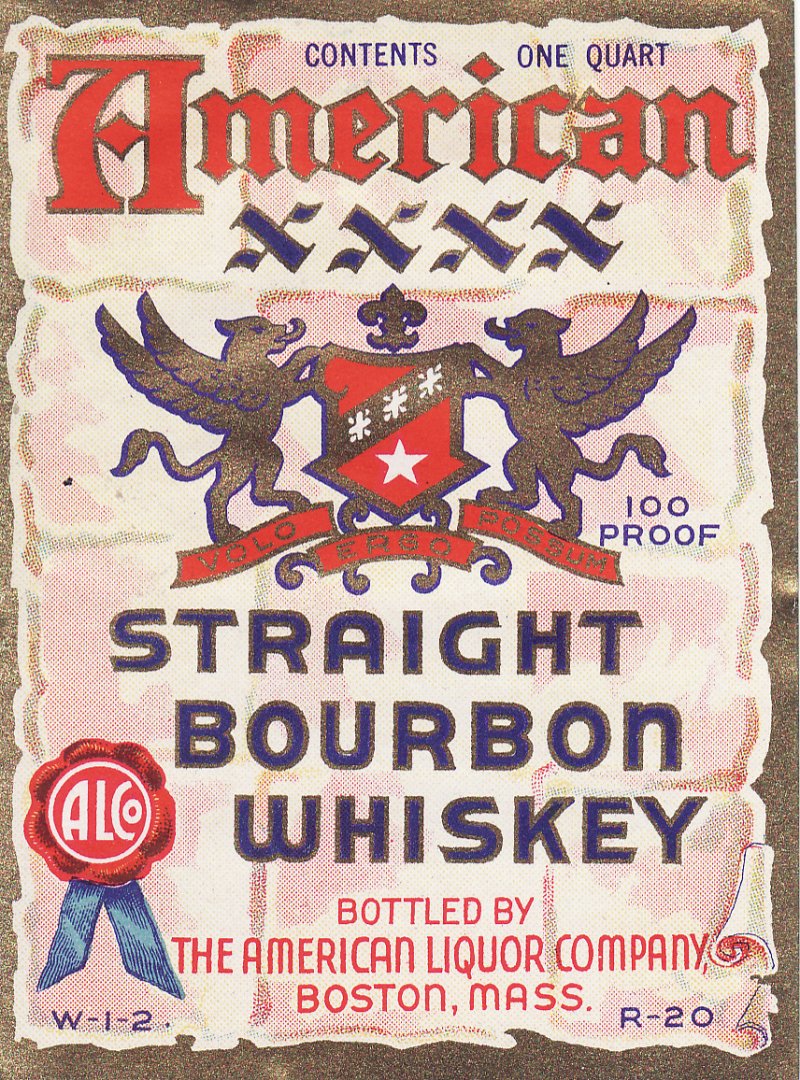 CONTENTS ONE QUART
American
XXXX
100
PROOF
VOLO ERGO POSSUM
STRAIGHT
BOURBON
WHISKEY
ALCO
BOTTLED BY
THE AMERICAN LIQUOR COMPANY,
BOSTON, MASS.
W-1-2. R-20